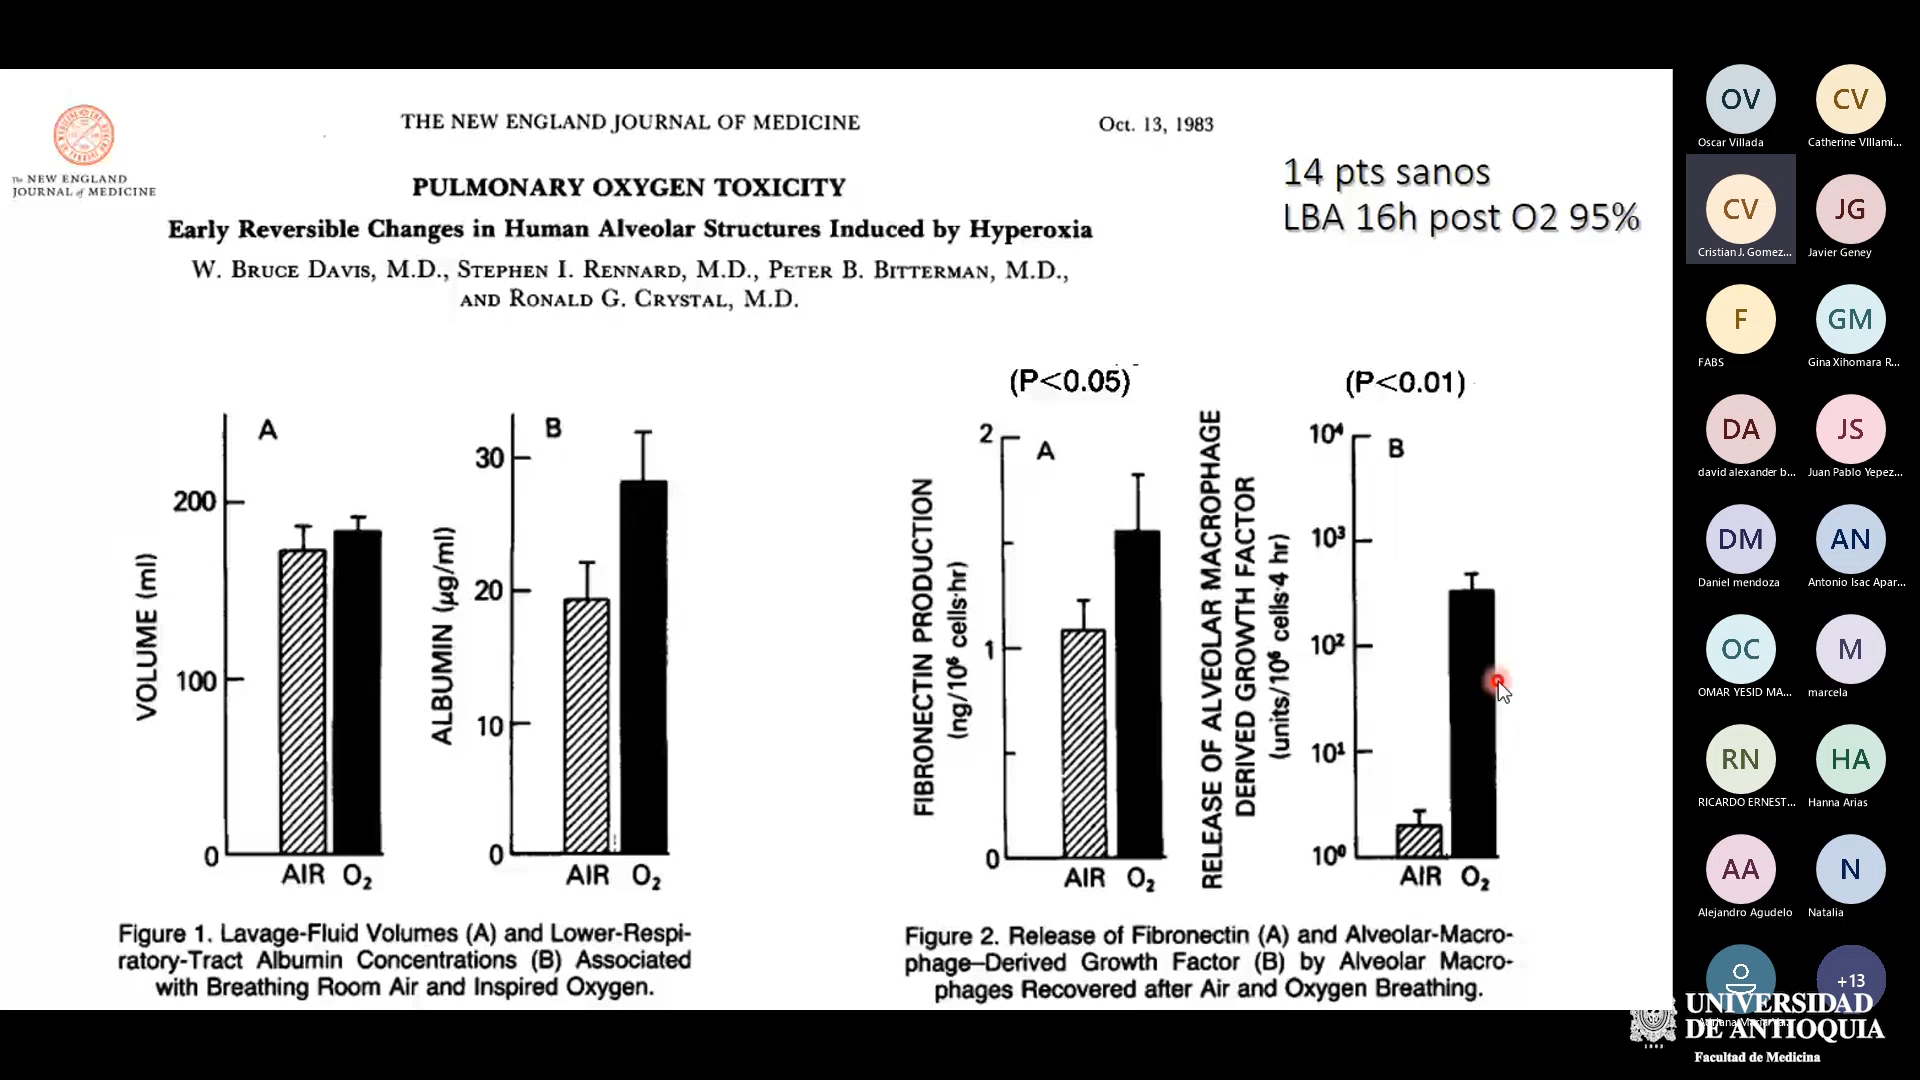 The NEW ENGLAND
JOURNAL of MEDICINE
THE NEW ENGLAND JOURNAL OF MEDICINE
Oct. 13, 1983
PULMONARY OXYGEN TOXICITY
Early Reversible Changes in Human Alveolar Structures Induced by Hyperoxia
W. BRUCE DAVIS, M.D., STEPHEN I. RENNARD, M.D., PETER B. BITTERMAN, M.D.,
AND RONALD G. CRYSTAL, M.D.
14 pts sanos
LBA 16h post O2 95%
A
VOLUME (ml)
200
100
0
AIR O₂
B
ALBUMIN (µg/ml)
30
20
10
0
AIR O₂
Figure 1. Lavage-Fluid Volumes (A) and Lower-Respi-
ratory-Tract Albumin Concentrations (B) Associated
with Breathing Room Air and Inspired Oxygen.
(P<0.05)
A
FIBRONECTIN PRODUCTION
(ng/10⁶ cells·hr)
2
1
0
AIR O₂
(P<0.01)
B
RELEASE OF ALVEOLAR MACROPHAGE
DERIVED GROWTH FACTOR
(units/10⁶ cells·4 hr)
10⁴
10³
10²
10¹
10⁰
AIR O₂
Figure 2. Release of Fibronectin (A) and Alveolar-Macro-
phage–Derived Growth Factor (B) by Alveolar Macro-
phages Recovered after Air and Oxygen Breathing.
OV
Oscar Villada
CV
Catherine VIllami...
CV
Cristian J. Gomez...
JG
Javier Geney
F
FABS
GM
Gina Xihomara R...
DA
david alexander b...
JS
Juan Pablo Yepez...
DM
Daniel mendoza
AN
Antonio Isac Apar...
OC
OMAR YESID MA...
M
marcela
RN
RICARDO ERNEST...
HA
Hanna Arias
AA
Alejandro Agudelo
N
Natalia
+13
UNIVERSIDAD
DE ANTIOQUIA
1803
Facultad de Medicina